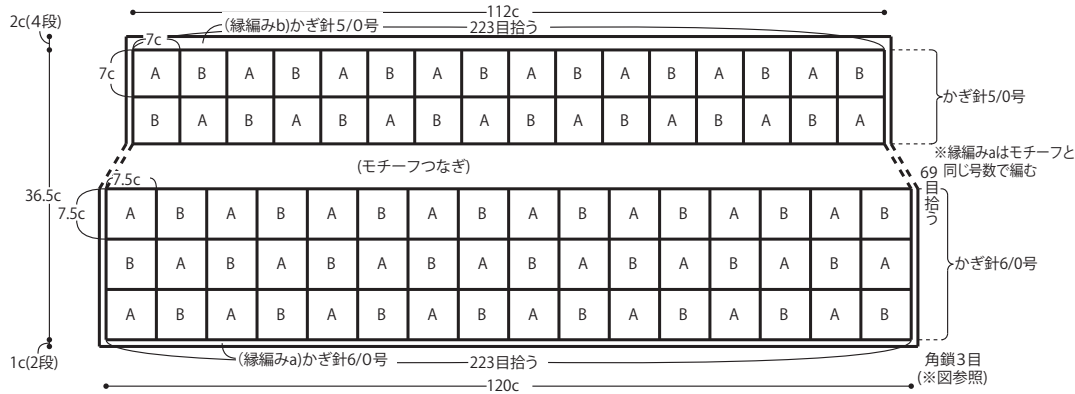 112c
2c(4段)
(縁編みb)かぎ針5/0号
223目拾う
7c
7c
A B A B A B A B A B A B A B A B
B A B A B A B A B A B A B A B A
かぎ針5/0号
(モチーフつなぎ)
※縁編みaはモチーフと
同じ号数で編む
69目拾う
36.5c
7.5c
7.5c
A B A B A B A B A B A B A B A B
B A B A B A B A B A B A B A B A
A B A B A B A B A B A B A B A B
かぎ針6/0号
1c(2段)
(縁編みa)かぎ針6/0号
223目拾う
角鎖3目
(※図参照)
120c